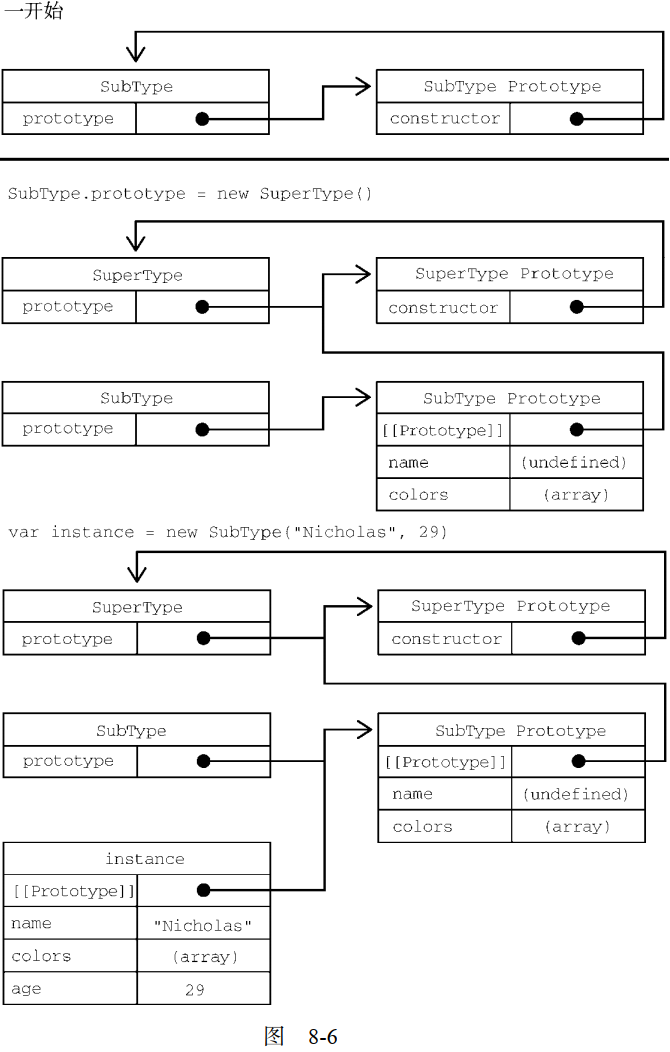 一开始
SubType
SubType Prototype
prototype
constructor
SubType.prototype = new SuperType()
SuperType
SuperType Prototype
prototype
constructor
SubType
SubType Prototype
prototype
[[Prototype]]
name
(undefined)
colors
(array)
var instance = new SubType("Nicholas", 29)
SuperType
SuperType Prototype
prototype
constructor
SubType
SubType Prototype
prototype
[[Prototype]]
name
(undefined)
colors
(array)
instance
[[Prototype]]
name
"Nicholas"
colors
(array)
age
29
图 8-6